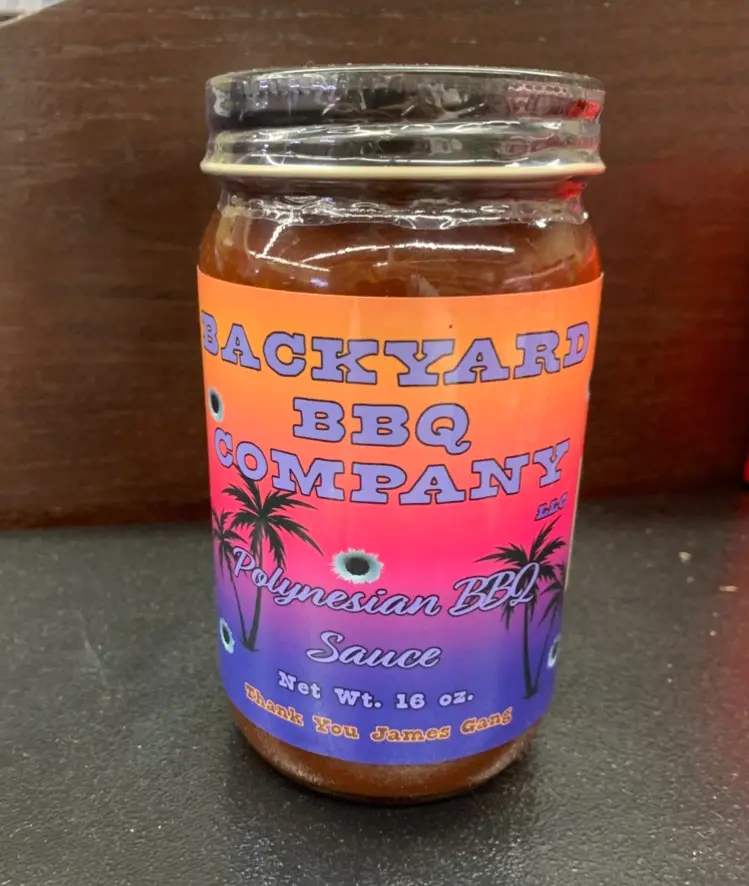 BACKYARD
BBQ
COMPANY
LLC
Polynesian BBQ
Sauce
Net Wt. 16 oz.
Thank You James Gang